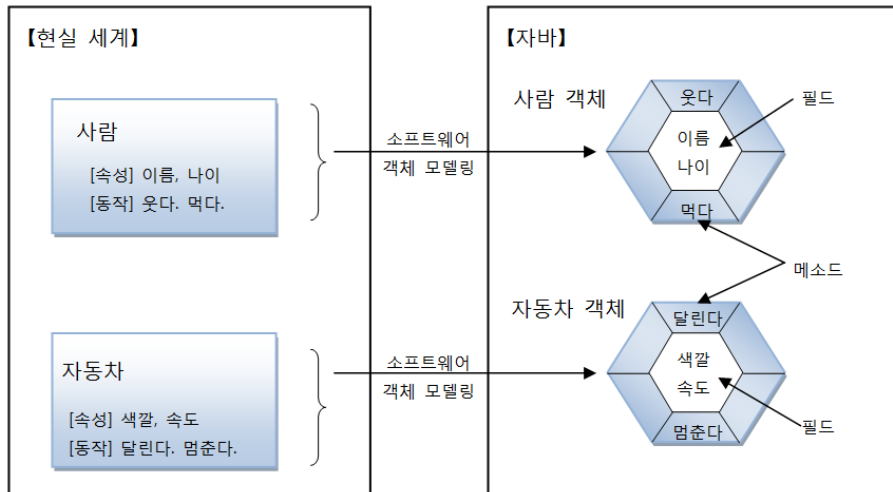 【현실 세계】
사람
[속성] 이름, 나이
[동작] 웃다. 먹다.
자동차
[속성] 색깔, 속도
[동작] 달린다. 멈춘다.
소프트웨어
객체 모델링
소프트웨어
객체 모델링
【자바】
사람 객체
웃다
이름
나이
먹다
필드
메소드
자동차 객체
달린다
색깔
속도
멈춘다
필드